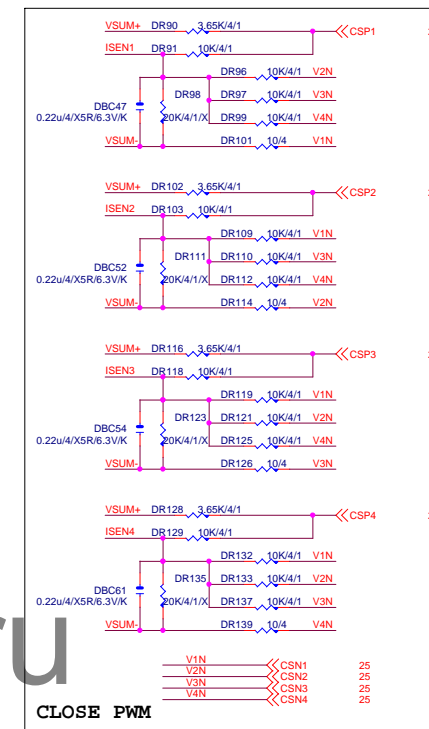 VSUM+ DR90 3.65K/4/1 CSP1
ISEN1 DR91 10K/4/1
DR96 10K/4/1 V2N
DR98 DR97 10K/4/1 V3N
DBC47
0.22u/4/X5R/6.3V/K 20K/4/1/X DR99 10K/4/1 V4N
VSUM- DR101 10/4 V1N
VSUM+ DR102 3.65K/4/1 CSP2
ISEN2 DR103 10K/4/1
DR109 10K/4/1 V1N
DR111 DR110 10K/4/1 V3N
DBC52
0.22u/4/X5R/6.3V/K 20K/4/1/X DR112 10K/4/1 V4N
VSUM- DR114 10/4 V2N
VSUM+ DR116 3.65K/4/1 CSP3
ISEN3 DR118 10K/4/1
DR119 10K/4/1 V1N
DR123 DR121 10K/4/1 V2N
DBC54
0.22u/4/X5R/6.3V/K 20K/4/1/X DR125 10K/4/1 V4N
VSUM- DR126 10/4 V3N
VSUM+ DR128 3.65K/4/1 CSP4
ISEN4 DR129 10K/4/1
DR132 10K/4/1 V1N
DR135 DR133 10K/4/1 V2N
DBC61
0.22u/4/X5R/6.3V/K 20K/4/1/X DR137 10K/4/1 V3N
VSUM- DR139 10/4 V4N
V1N CSN1 25
V2N CSN2 25
V3N CSN3 25
V4N CSN4 25
ru
CLOSE PWM